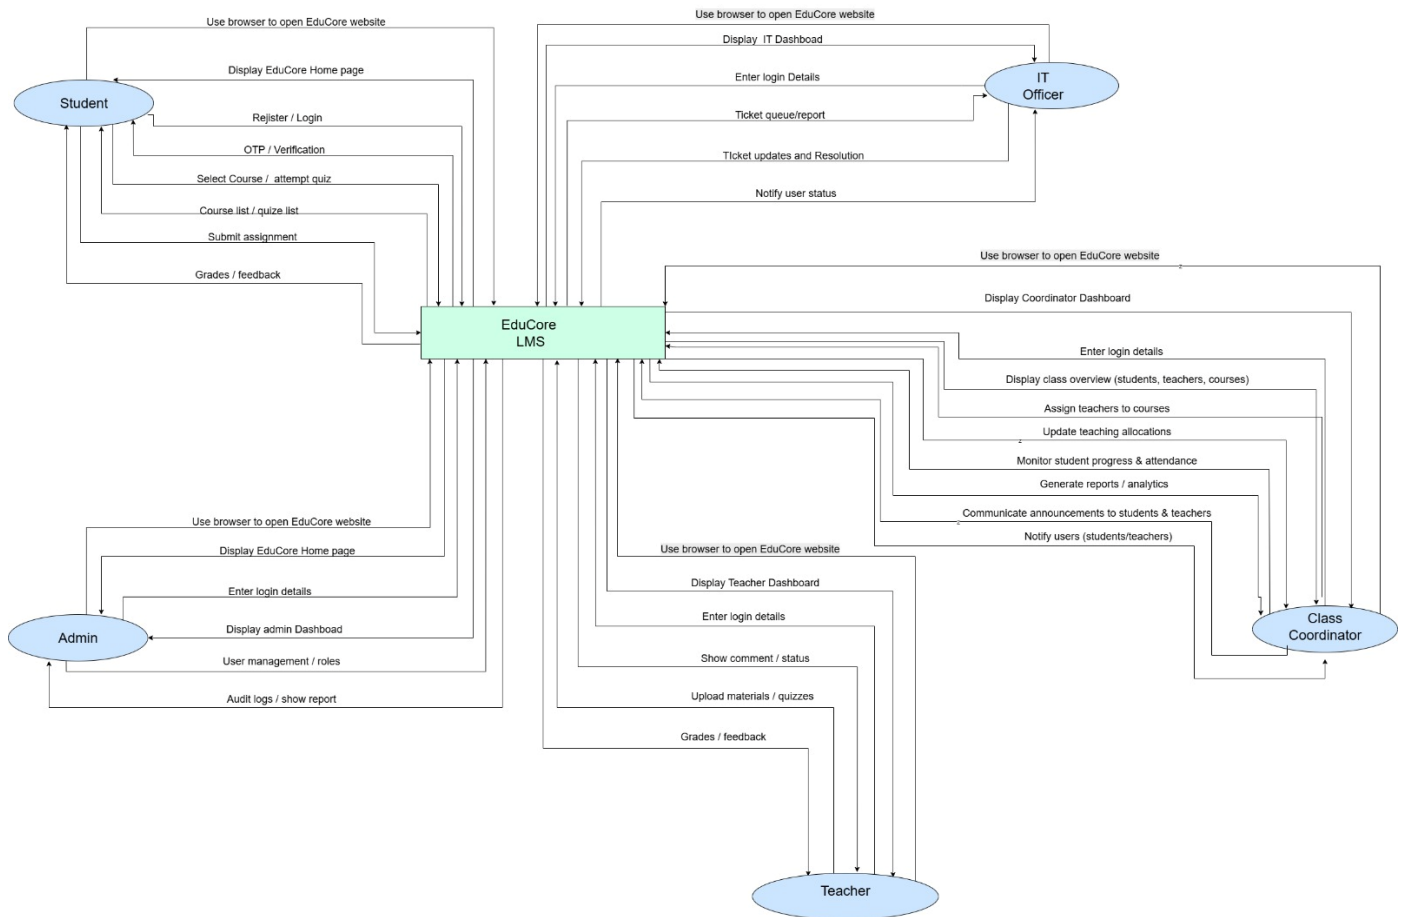 Use browser to open EduCore website
Display EduCore Home page
Student
Rejister / Login
OTP / Verification
Select Course /  attempt quiz
Course list / quize list
Submit assignment
Grades / feedback
Use browser to open EduCore website
Display  IT Dashboad
Enter login Details
IT
Officer
Ticket queue/report
TIcket updates and Resolution
Notify user status
EduCore
LMS
Use browser to open EduCore website
z
Display Coordinator Dashboard
Enter login details
Display class overview (students, teachers, courses)
Assign teachers to courses
Update teaching allocations
z
Monitor student progress & attendance
Generate reports / analytics
Communicate announcements to students & teachers
z
Notify users (students/teachers)
Class
Coordinator
Use browser to open EduCore website
Display EduCore Home page
Enter login details
Display admin Dashboad
Admin
User management / roles
Audit logs / show report
Use browser to open EduCore website
Display Teacher Dashboard
Enter login details
Show comment / status
Upload materials / quizzes
Grades / feedback
Teacher